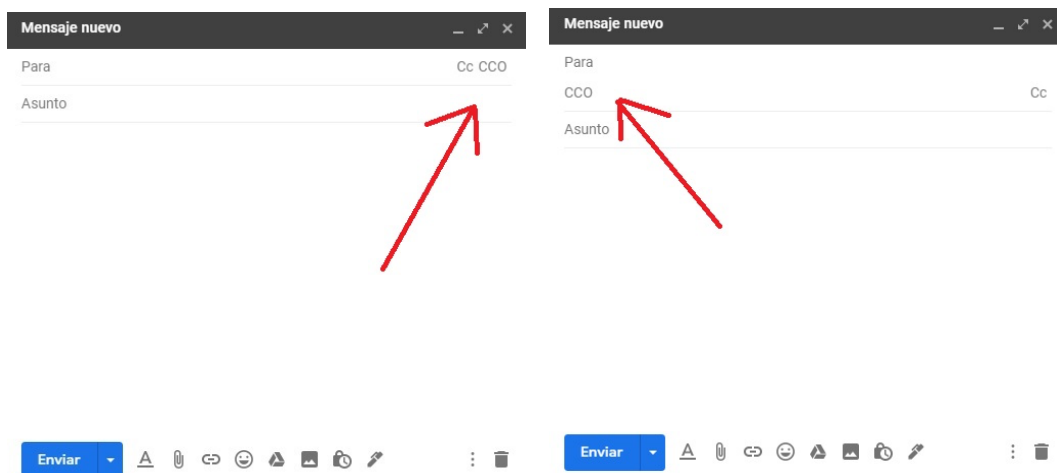 Mensaje nuevo
Para Cc CCO
Asunto
Enviar
Mensaje nuevo
Para
CCO Cc
Asunto
Enviar